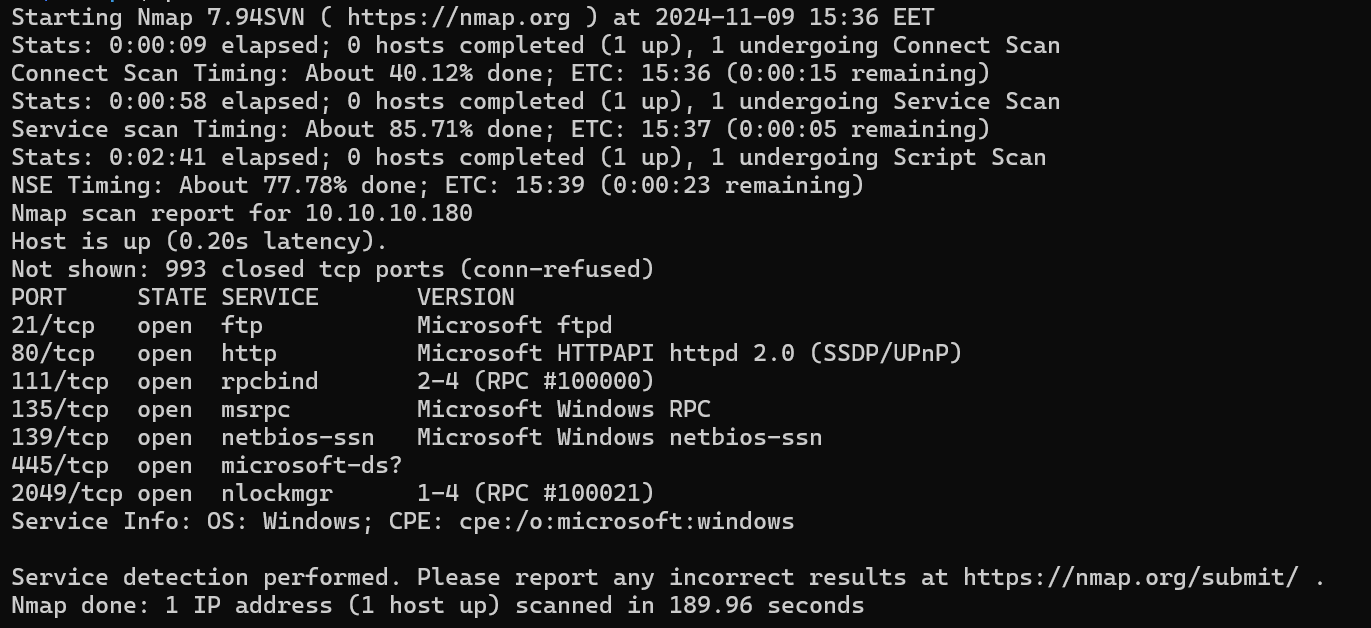 Starting Nmap 7.94SVN ( https://nmap.org ) at 2024-11-09 15:36 EET
Stats: 0:00:09 elapsed; 0 hosts completed (1 up), 1 undergoing Connect Scan
Connect Scan Timing: About 40.12% done; ETC: 15:36 (0:00:15 remaining)
Stats: 0:00:58 elapsed; 0 hosts completed (1 up), 1 undergoing Service Scan
Service scan Timing: About 85.71% done; ETC: 15:37 (0:00:05 remaining)
Stats: 0:02:41 elapsed; 0 hosts completed (1 up), 1 undergoing Script Scan
NSE Timing: About 77.78% done; ETC: 15:39 (0:00:23 remaining)
Nmap scan report for 10.10.10.180
Host is up (0.20s latency).
Not shown: 993 closed tcp ports (conn-refused)
PORT     STATE SERVICE       VERSION
21/tcp   open  ftp           Microsoft ftpd
80/tcp   open  http          Microsoft HTTPAPI httpd 2.0 (SSDP/UPnP)
111/tcp  open  rpcbind       2-4 (RPC #100000)
135/tcp  open  msrpc         Microsoft Windows RPC
139/tcp  open  netbios-ssn   Microsoft Windows netbios-ssn
445/tcp  open  microsoft-ds?
2049/tcp open  nlockmgr      1-4 (RPC #100021)
Service Info: OS: Windows; CPE: cpe:/o:microsoft:windows

Service detection performed. Please report any incorrect results at https://nmap.org/submit/ .
Nmap done: 1 IP address (1 host up) scanned in 189.96 seconds